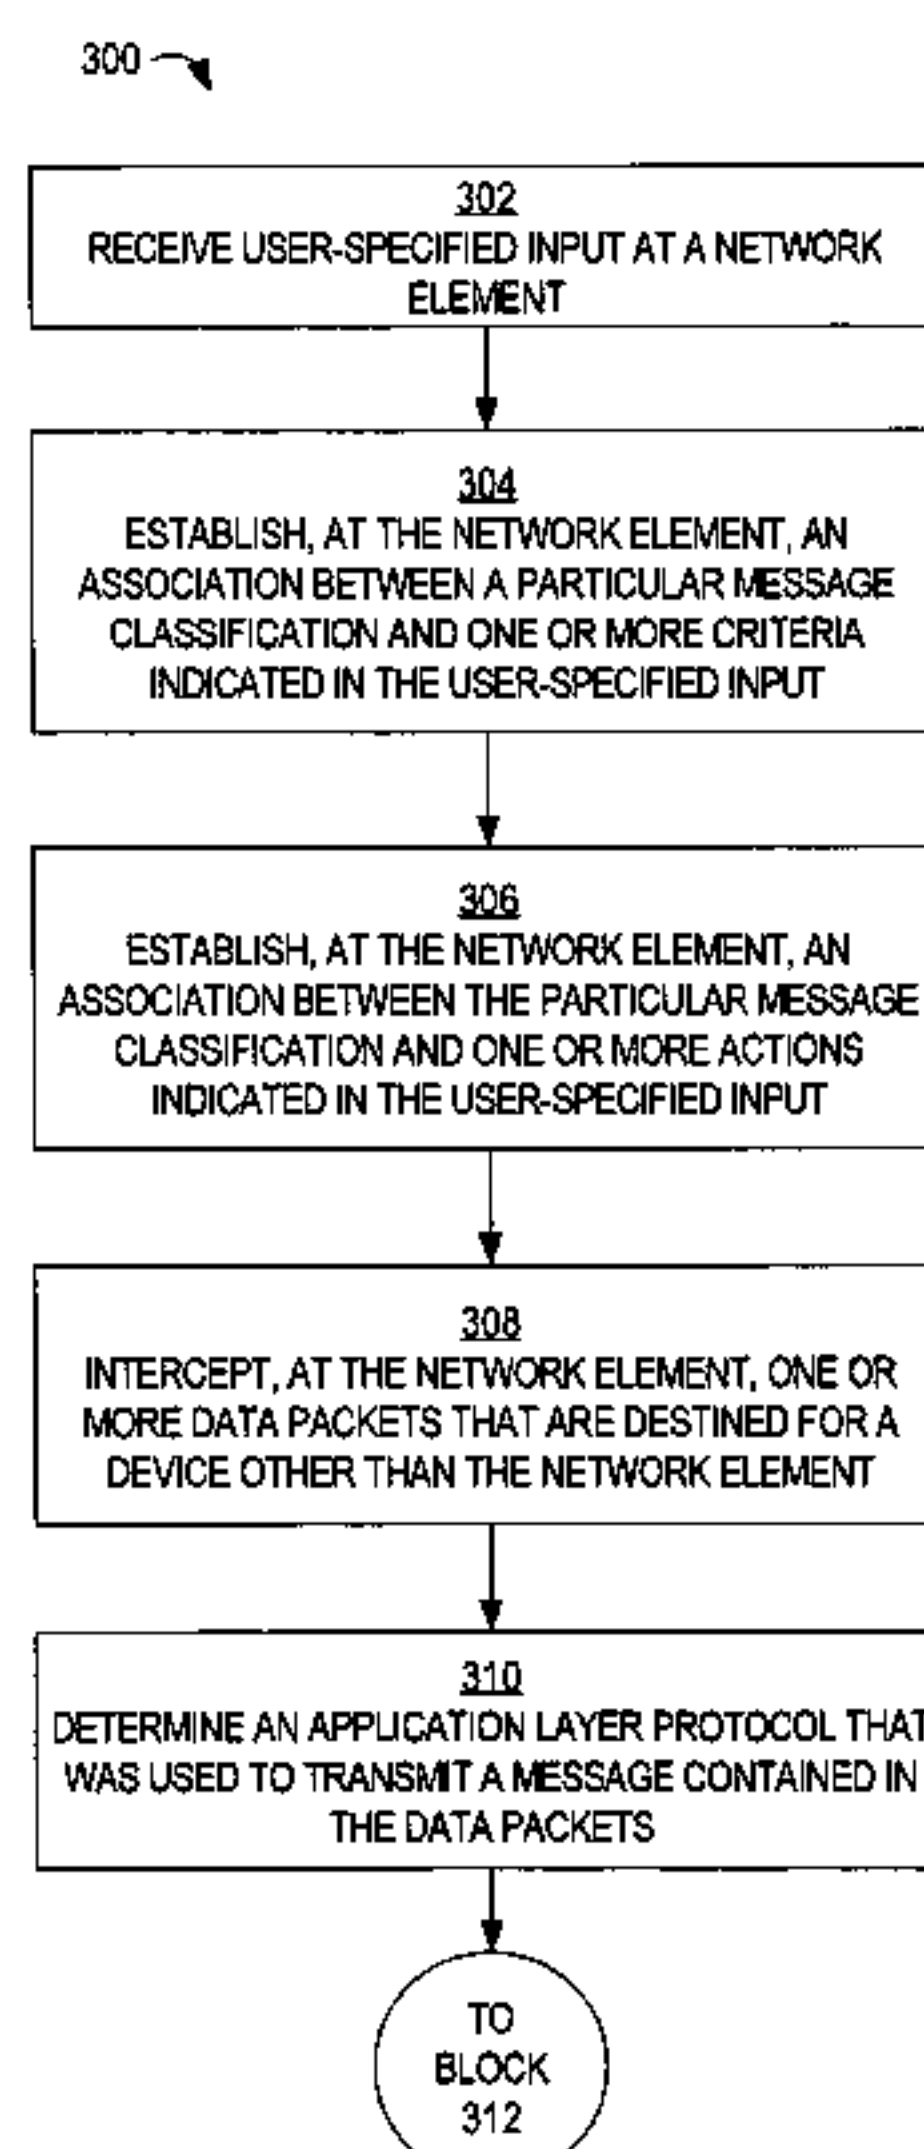 300
302
RECEIVE USER-SPECIFIED INPUT AT A NETWORK
ELEMENT
304
ESTABLISH, AT THE NETWORK ELEMENT, AN
ASSOCIATION BETWEEN A PARTICULAR MESSAGE
CLASSIFICATION AND ONE OR MORE CRITERIA
INDICATED IN THE USER-SPECIFIED INPUT
306
ESTABLISH, AT THE NETWORK ELEMENT, AN
ASSOCIATION BETWEEN THE PARTICULAR MESSAGE
CLASSIFICATION AND ONE OR MORE ACTIONS
INDICATED IN THE USER-SPECIFIED INPUT
308
INTERCEPT, AT THE NETWORK ELEMENT, ONE OR
MORE DATA PACKETS THAT ARE DESTINED FOR A
DEVICE OTHER THAN THE NETWORK ELEMENT
310
DETERMINE AN APPLICATION LAYER PROTOCOL THAT
WAS USED TO TRANSMIT A MESSAGE CONTAINED IN
THE DATA PACKETS
TO
BLOCK
312